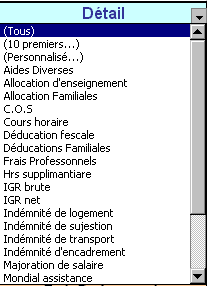 Détail
(Tous)
(10 premiers...)
(Personnalisé...)
Aides Diverses
Allocation d'enseignement
Allocation Familiales
C.O.S
Cours horaire
Déducation fescale
Déducations Familiales
Frais Professonnels
Hrs supplimantiare
IGR brute
IGR net
Indémnité de logement
Indémnité de sujestion
Indémnité de transport
Indémnité d'encadrement
Majoration de salaire
Mondial assistance